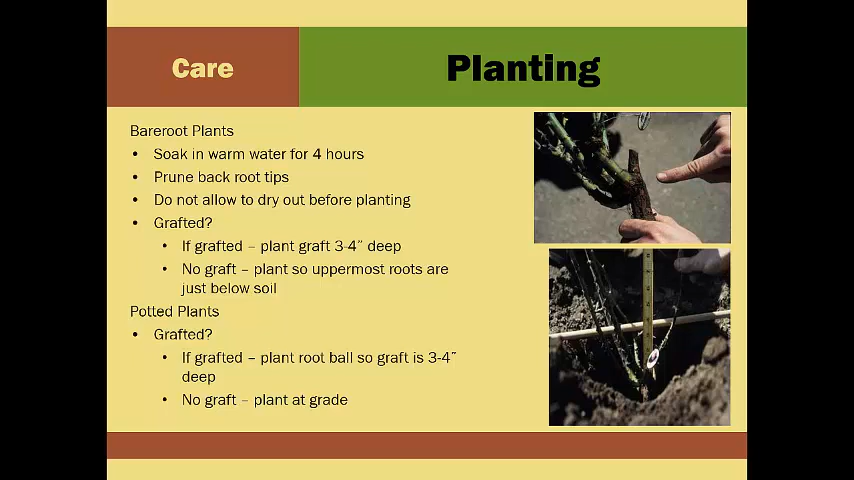 Care
Planting
Bareroot Plants
• Soak in warm water for 4 hours
• Prune back root tips
• Do not allow to dry out before planting
• Grafted?
• If grafted – plant graft 3-4" deep
• No graft – plant so uppermost roots are
just below soil
Potted Plants
• Grafted?
• If grafted – plant root ball so graft is 3-4"
deep
• No graft – plant at grade